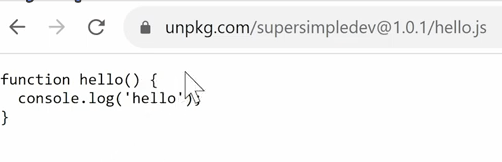 unpkg.com/supersimpledev@1.0.1/hello.js
function hello() {
  console.log('hello');
}